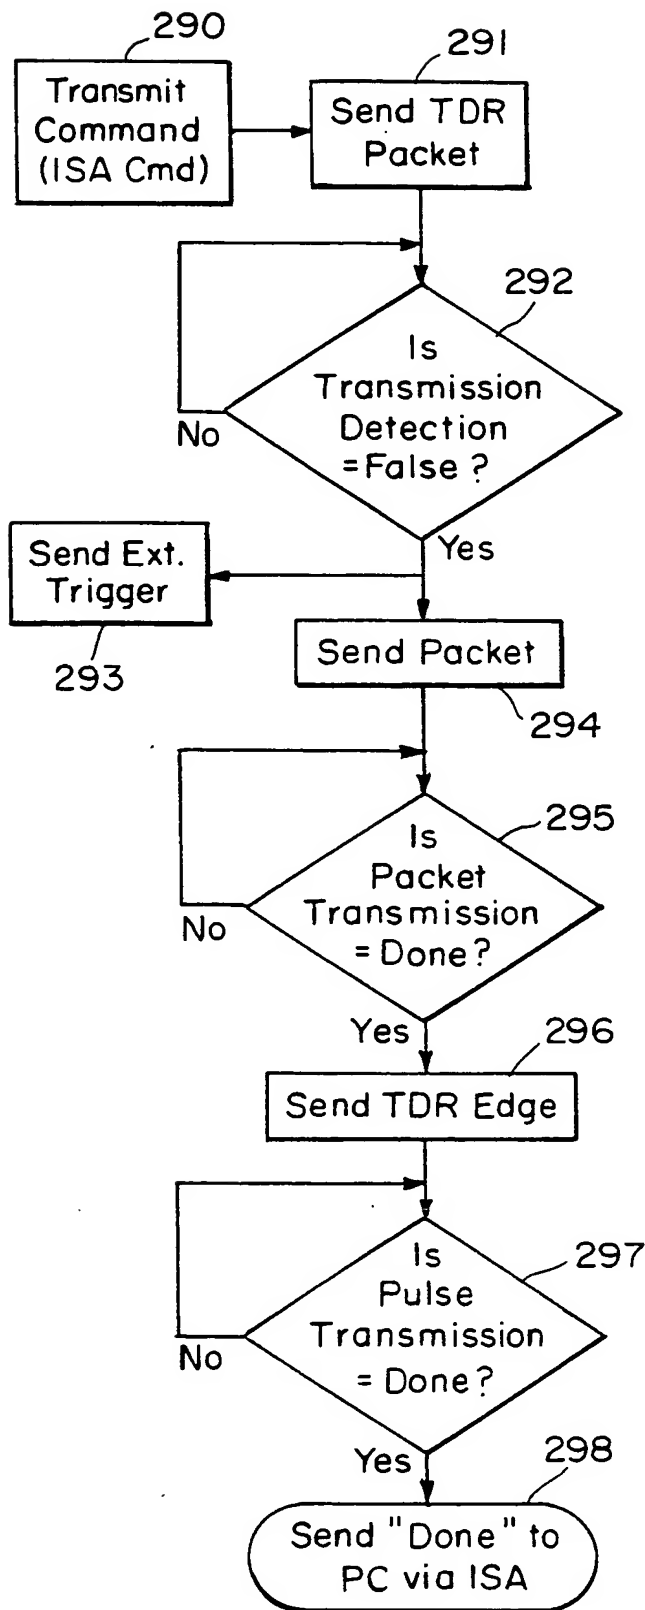 290
Transmit
Command
(ISA Cmd)
291
Send TDR
Packet
292
Is
Transmission
Detection
=False?
No
Yes
Send Ext.
Trigger
293
Send Packet
294
295
Is
Packet
Transmission
= Done?
No
Yes
296
Send TDR Edge
297
Is
Pulse
Transmission
= Done?
No
Yes
298
Send "Done" to
PC via ISA